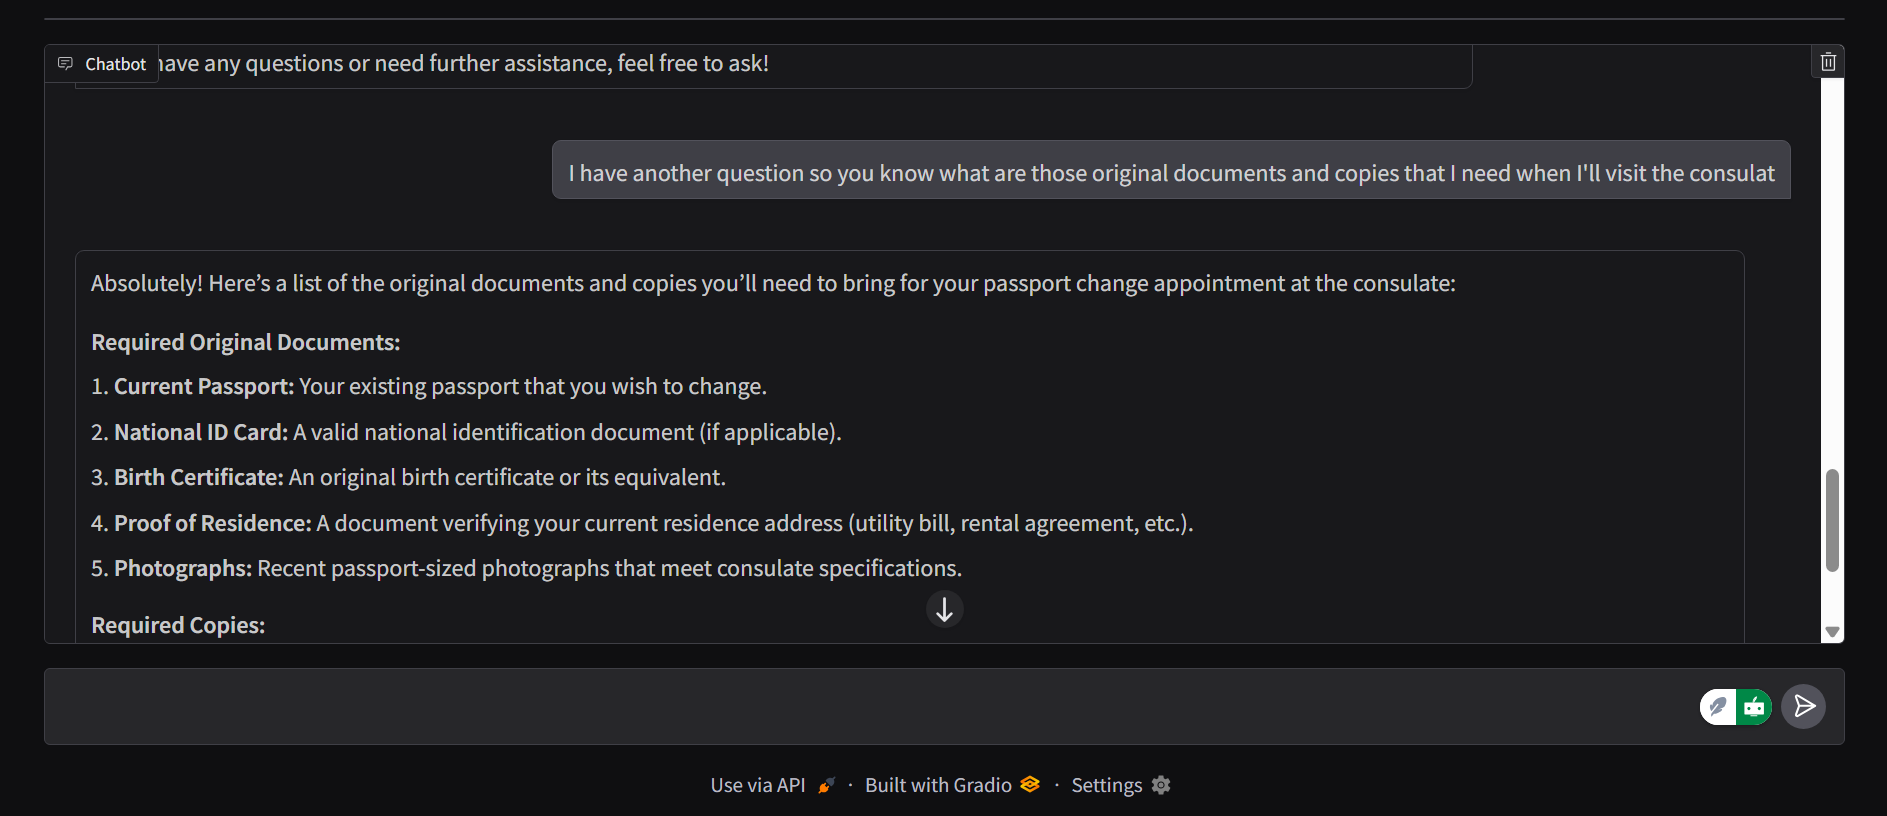 Chatbot
have any questions or need further assistance, feel free to ask!
I have another question so you know what are those original documents and copies that I need when I'll visit the consulat
Absolutely! Here’s a list of the original documents and copies you’ll need to bring for your passport change appointment at the consulate:
Required Original Documents:
1. Current Passport: Your existing passport that you wish to change.
2. National ID Card: A valid national identification document (if applicable).
3. Birth Certificate: An original birth certificate or its equivalent.
4. Proof of Residence: A document verifying your current residence address (utility bill, rental agreement, etc.).
5. Photographs: Recent passport-sized photographs that meet consulate specifications.
Required Copies:
Use via API · Built with Gradio · Settings